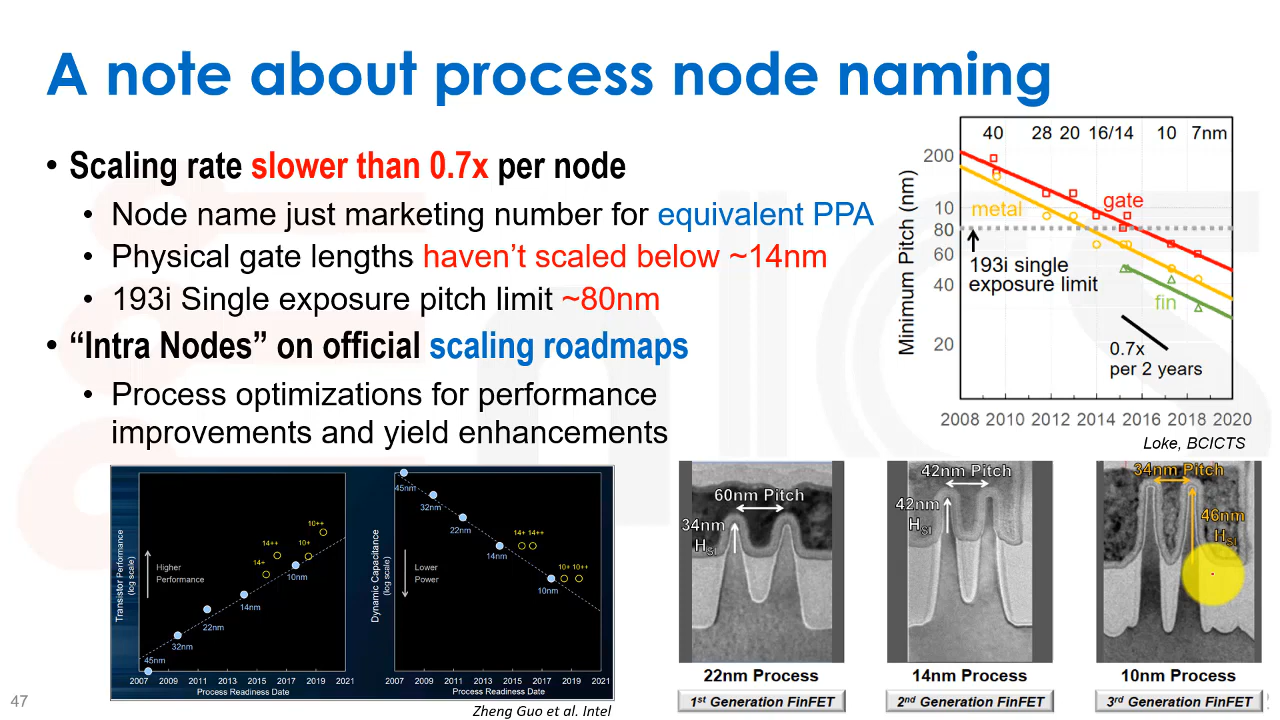 A note about process node naming
• Scaling rate slower than 0.7x per node
• Node name just marketing number for equivalent PPA
• Physical gate lengths haven’t scaled below ~14nm
• 193i Single exposure pitch limit ~80nm
• “Intra Nodes” on official scaling roadmaps
• Process optimizations for performance
improvements and yield enhancements
40 28 20 16/14 10 7nm
200
10
80
60
40
20
Minimum Pitch (nm)
metal
gate
193i single
exposure limit
fin
0.7x
per 2 years
2008 2010 2012 2014 2016 2018 2020
Loke, BCICTS
Transistor Performance
(log scale)
Higher
Performance
45nm
32nm
22nm
14nm
10nm
14+
14++
10+
10++
2007 2009 2011 2013 2015 2017 2019 2021
Process Readiness Date
Dynamic Capacitance
(log scale)
Lower
Power
45nm
32nm
22nm
14nm
14+ 14++
10nm
10+ 10++
2007 2009 2011 2013 2015 2017 2019 2021
Process Readiness Date
Zheng Guo et al. Intel
60nm Pitch
34nm
HSI
22nm Process
1st Generation FinFET
42nm Pitch
42nm
HSI
14nm Process
2nd Generation FinFET
34nm Pitch
46nm
HSI
10nm Process
3rd Generation FinFET
47